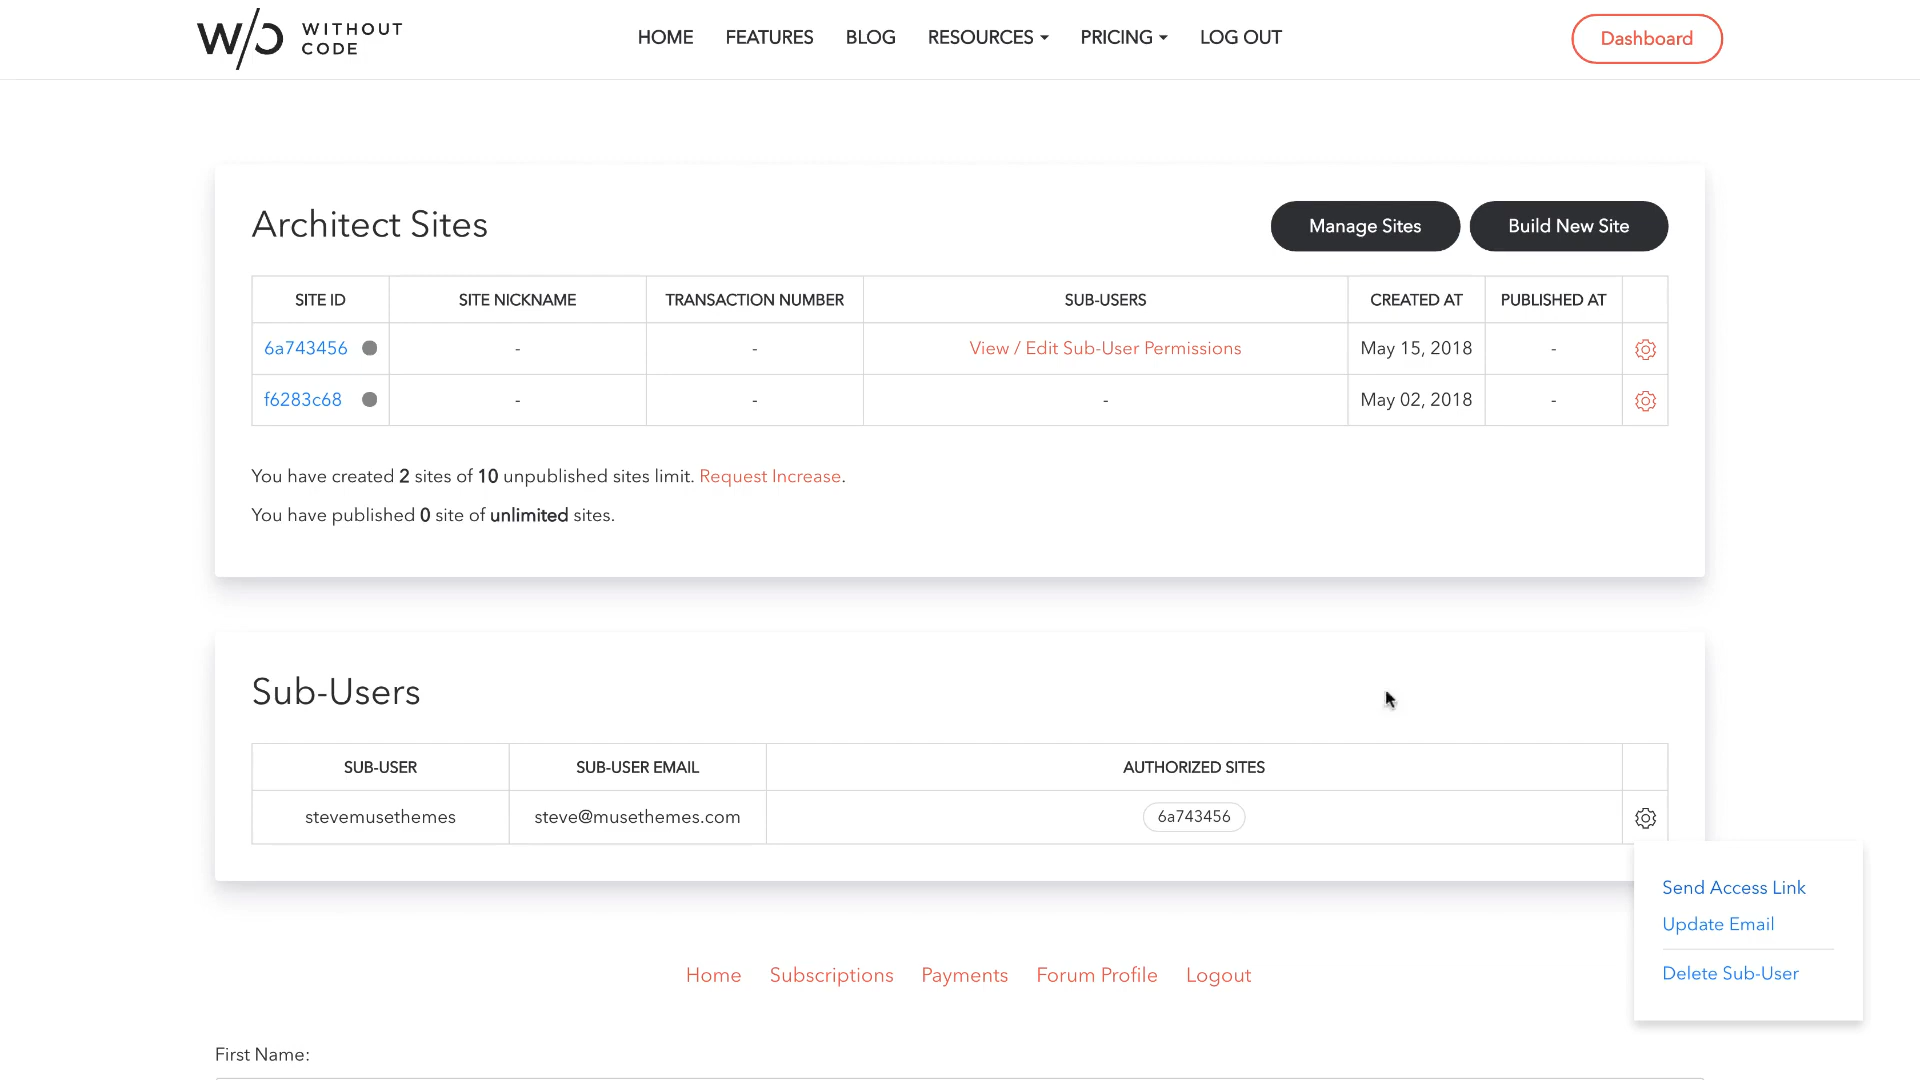 W/Ɔ WITHOUT CODE
HOME FEATURES BLOG RESOURCES PRICING LOG OUT
Dashboard
Architect Sites
Manage Sites Build New Site
SITE ID SITE NICKNAME TRANSACTION NUMBER SUB-USERS CREATED AT PUBLISHED AT
6a743456 - - View / Edit Sub-User Permissions May 15, 2018 -
f6283c68 - - - May 02, 2018 -
You have created 2 sites of 10 unpublished sites limit. Request Increase.
You have published 0 site of unlimited sites.
Sub-Users
SUB-USER SUB-USER EMAIL AUTHORIZED SITES
stevemusethemes steve@musethemes.com 6a743456
Send Access Link
Update Email
Delete Sub-User
Home Subscriptions Payments Forum Profile Logout
First Name: